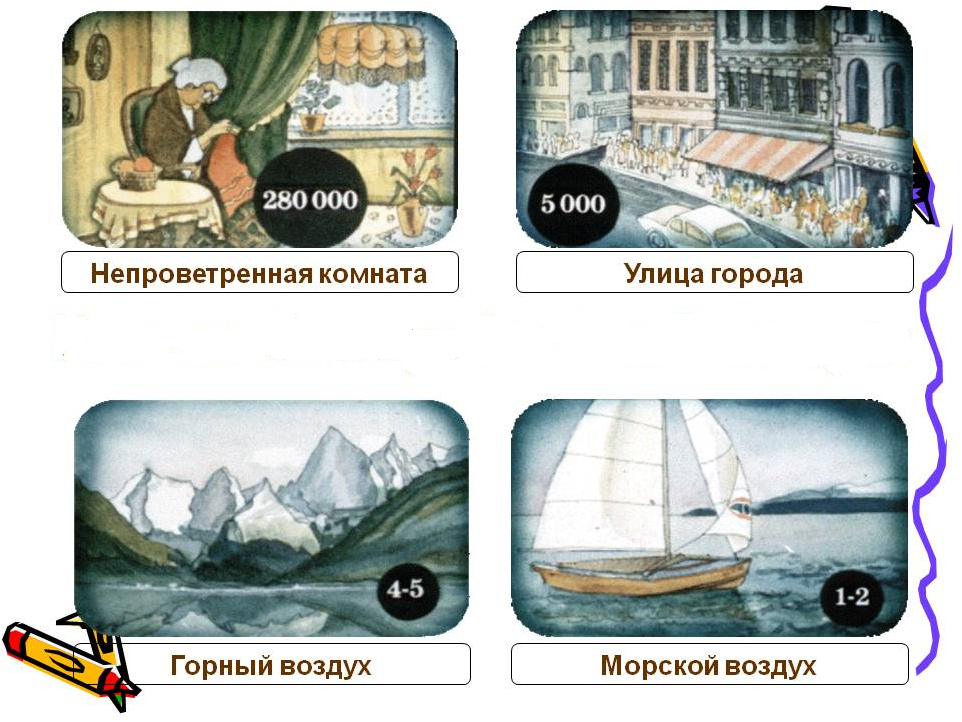 280 000
5 000
Непроветренная комната
Улица города
4-5
1-2
Горный воздух
Морской воздух